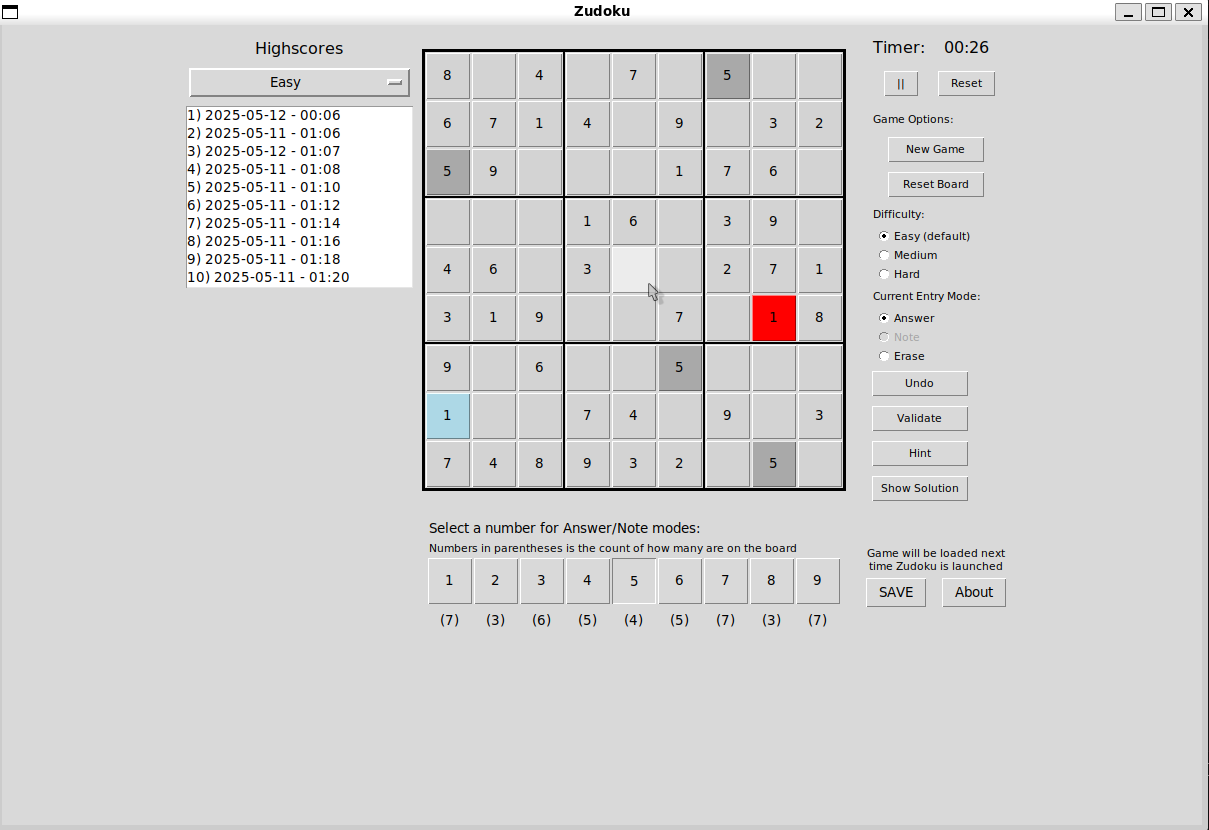 Zudoku
Highscores
Easy
1) 2025-05-12 - 00:06
2) 2025-05-11 - 01:06
3) 2025-05-12 - 01:07
4) 2025-05-11 - 01:08
5) 2025-05-11 - 01:10
6) 2025-05-11 - 01:12
7) 2025-05-11 - 01:14
8) 2025-05-11 - 01:16
9) 2025-05-11 - 01:18
10) 2025-05-11 - 01:20
8 4 7 5
6 7 1 4 9 3 2
5 9 1 7 6
1 6 3 9
4 6 3 2 7 1
3 1 9 7 1 8
9 6 5
1 7 4 9 3
7 4 8 9 3 2 5
Select a number for Answer/Note modes:
Numbers in parentheses is the count of how many are on the board
1 2 3 4 5 6 7 8 9
(7) (3) (6) (5) (4) (5) (7) (3) (7)
Timer: 00:26
|| Reset
Game Options:
New Game
Reset Board
Difficulty:
Easy (default)
Medium
Hard
Current Entry Mode:
Answer
Note
Erase
Undo
Validate
Hint
Show Solution
Game will be loaded next
time Zudoku is launched
SAVE About